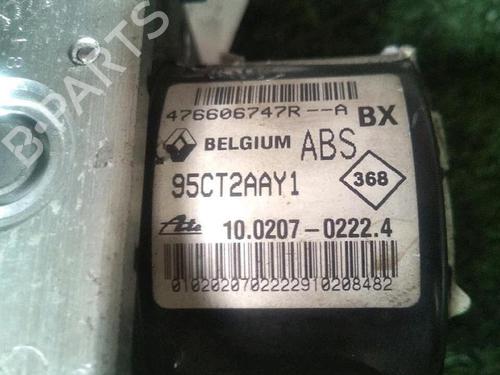 B-PARTS
476606747R--A BX
BELGIUM ABS
95CT2AAY1 368
Ate 10.0207-0222.4
0102020702222910208482